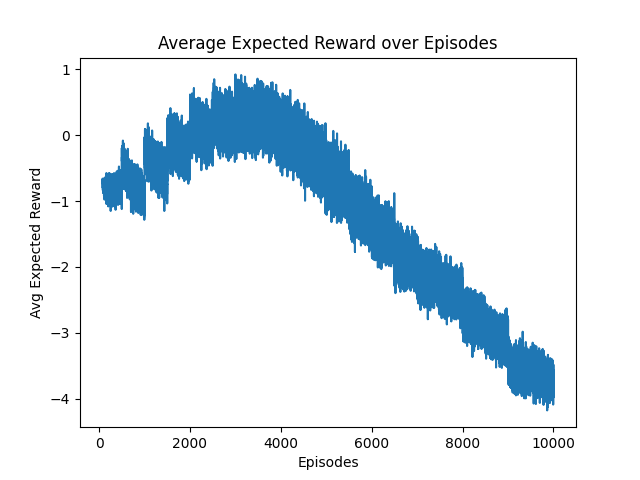 Average Expected Reward over Episodes
1
0
−1
−2
−3
−4
Avg Expected Reward
0 2000 4000 6000 8000 10000
Episodes